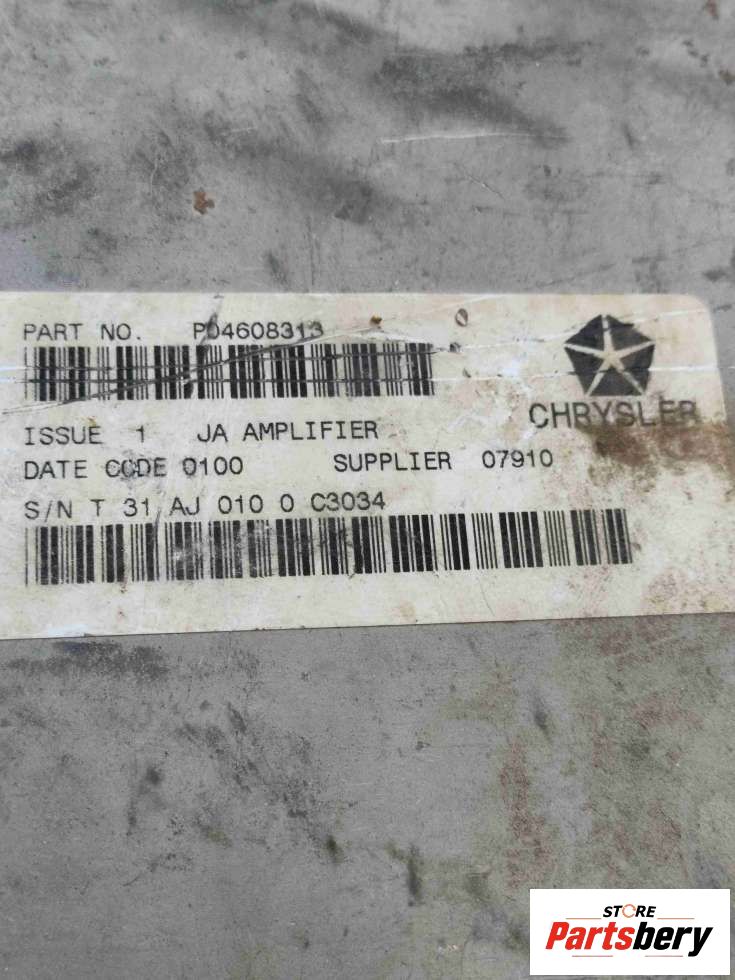 PART NO. P04608313
CHRYSLER
ISSUE 1 JA AMPLIFIER
DATE CODE 0100 SUPPLIER 07910
S/N T 31 AJ 010 0 C3034
STORE
Partsbery